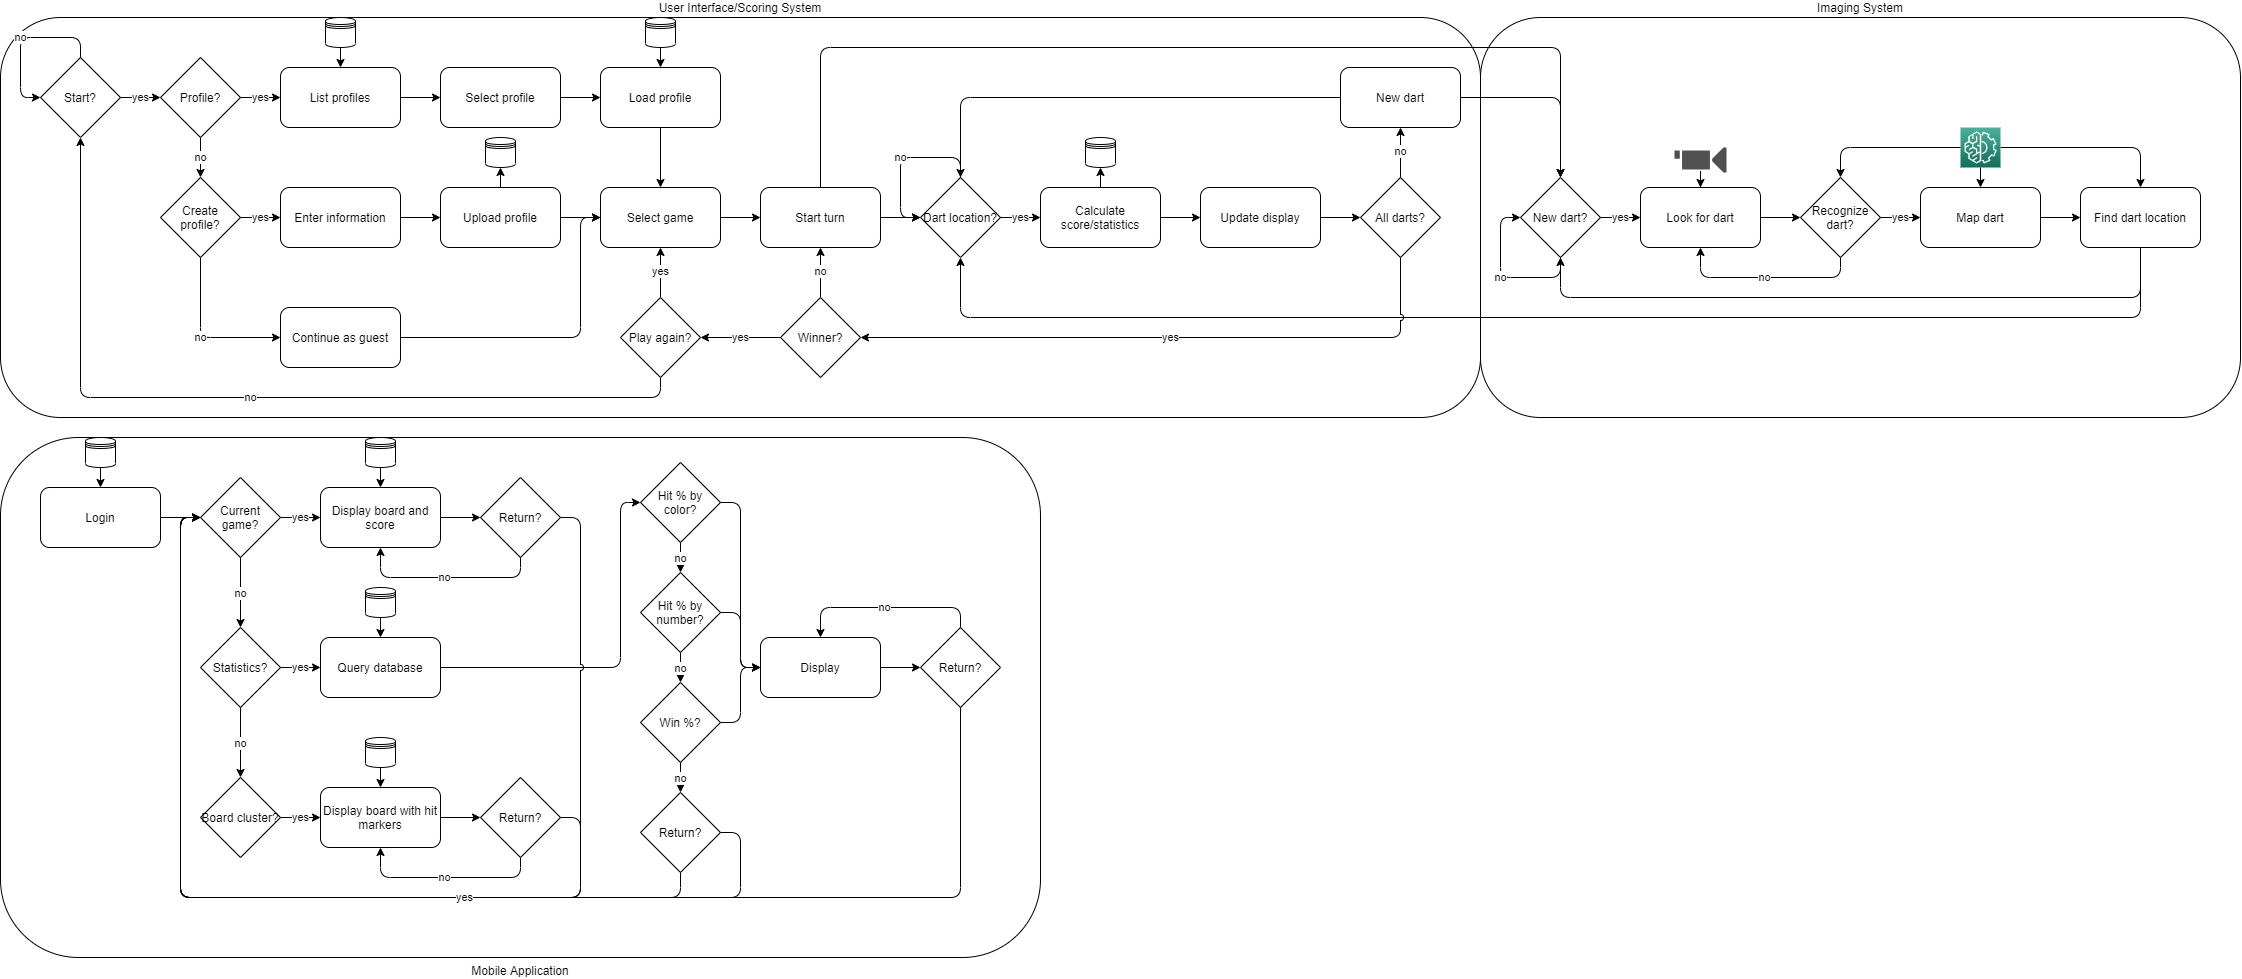 User Interface/Scoring System
Imaging System
no
Start?
yes
Profile?
yes
List profiles
Select profile
Load profile
New dart
no
no
no
Create
profile?
yes
Enter information
Upload profile
Select game
Start turn
Dart location?
yes
Calculate
score/statistics
Update display
All darts?
New dart?
yes
Look for dart
Recognize
dart?
yes
Map dart
Find dart location
yes
no
no
no
no
Continue as guest
Play again?
yes
Winner?
yes
no
Login
Current
game?
yes
Display board and
score
Return?
no
no
Statistics?
yes
Query database
no
Board cluster?
yes
Display board with hit
markers
Return?
no
yes
Hit % by
color?
no
Hit % by
number?
no
Win %?
no
Return?
Display
no
Return?
Mobile Application